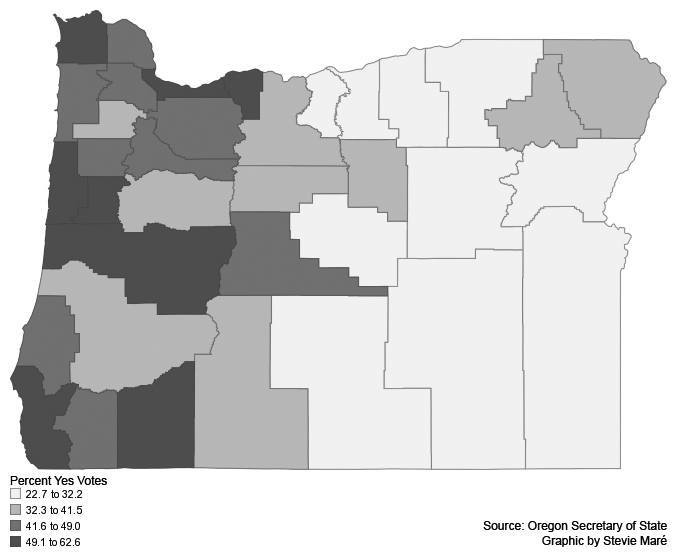 Percent Yes Votes
22.7 to 32.2
32.3 to 41.5
41.6 to 49.0
49.1 to 62.6
Source: Oregon Secretary of State
Graphic by Stevie Maré